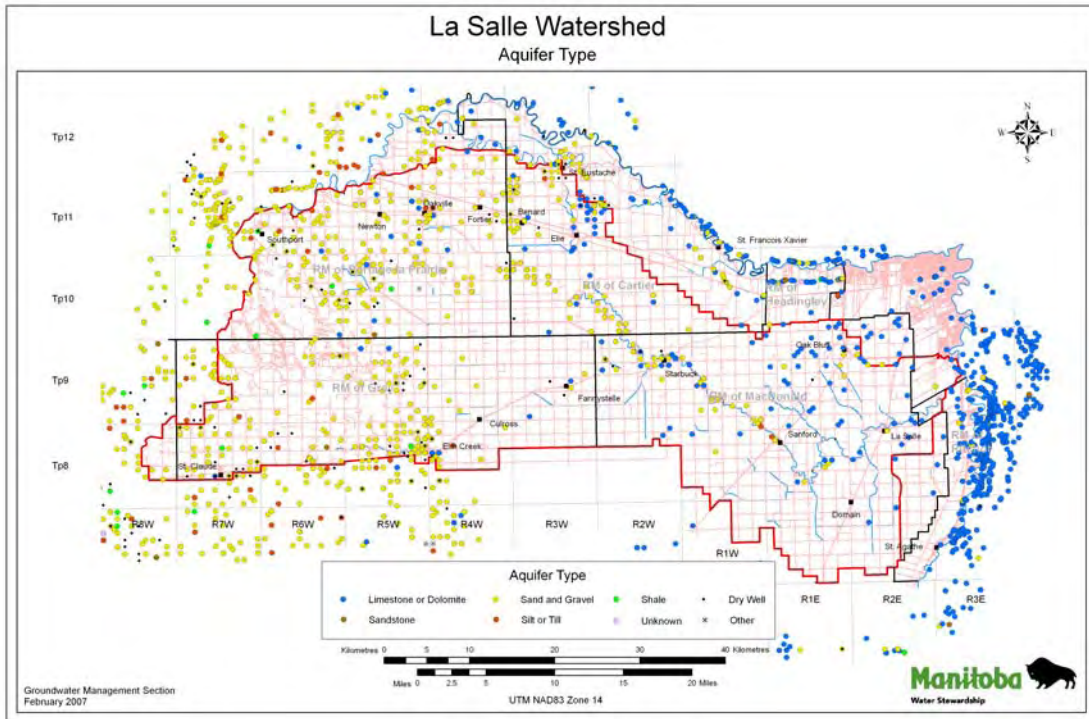 La Salle Watershed
Aquifer Type
N
W E
S
Tp12
St. Eustache
Oakville
Tp11
Newton
Fortier
Benard
Southport
Elie
St. Francois Xavier
RM of Portage la Prairie
RM of Cartier
RM of Headingley
Tp10
Oak Bluff
Tp9
Starbuck
RM of Grey
Fannystelle
RM of MacDonald
Culross
Sanford
La Salle
Elm Creek
Tp8
St. Claude
Domain
R8W R7W R6W R5W R4W R3W R2W
R1W
St. Agathe
R1E R2E R3E
Aquifer Type
Limestone or Dolomite Sand and Gravel Shale Dry Well
Sandstone Silt or Till Unknown Other
Kilometres 0 5 10 20 30 40 Kilometres
Miles 0 2.5 5 10 15 20 Miles
UTM NAD83 Zone 14
Groundwater Management Section
February 2007
Manitoba
Water Stewardship